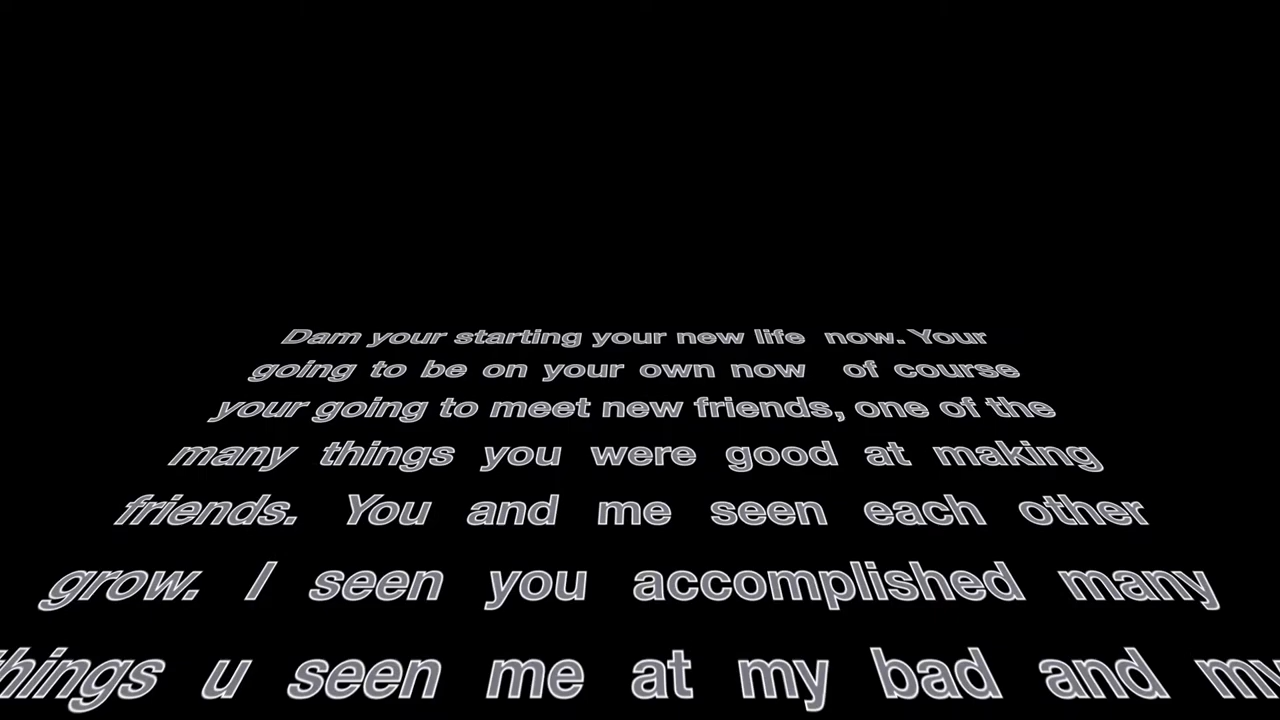 Dam your starting your new life now. Your
going to be on your own now of course
your going to meet new friends, one of the
many things you were good at making
friends. You and me seen each other
grow. I seen you accomplished many
things u seen me at my bad and my